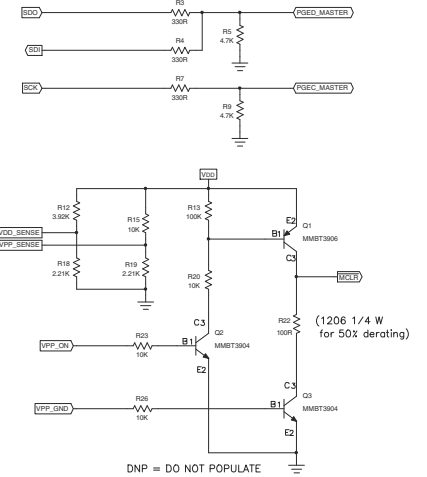 R3
SDO
PGED_MASTER
330R
R5
4.7K
R4
SDI
330R
R7
SCK
PGEC_MASTER
330R
R9
4.7K
VDD
R12
3.92K
R15
10K
R13
100K
E2
Q1
B1
MMBT3906
C3
VDD_SENSE
VPP_SENSE
R18
2.21K
R19
2.21K
R20
10K
MCLR
R22
100R
(1206 1/4 W
for 50% derating)
C3
Q2
R23
VPP_ON
B1
MMBT3904
10K
E2
C3
Q3
R26
VPP_GND
B1
MMBT3904
10K
E2
DNP = DO NOT POPULATE